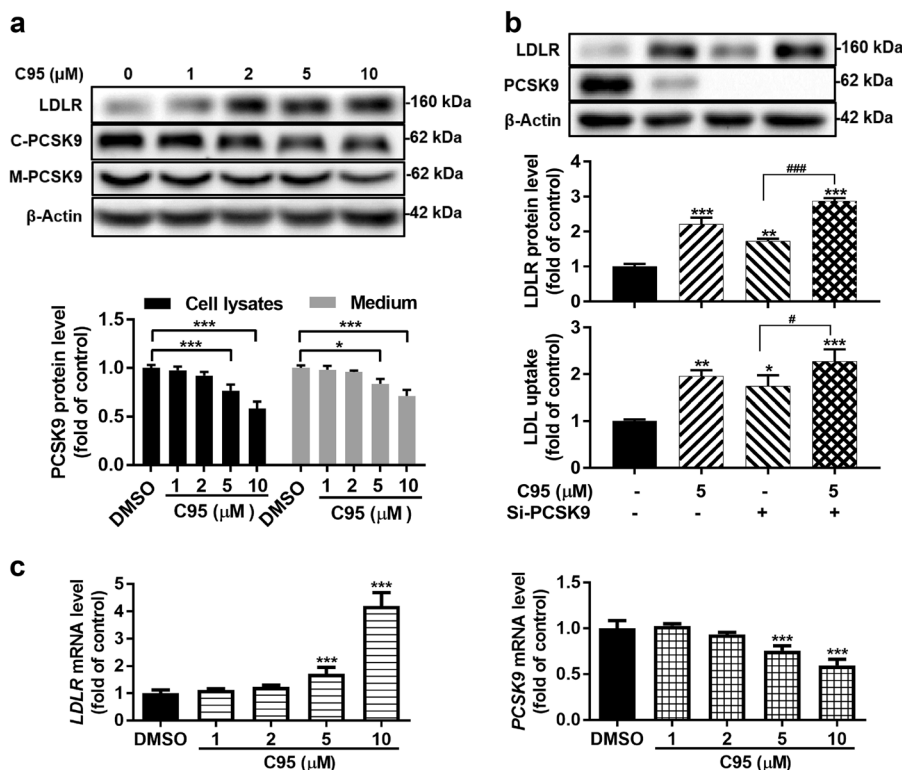 a
C95 (μM) 0 1 2 5 10
LDLR -160 kDa
C-PCSK9 -62 kDa
M-PCSK9 -62 kDa
β-Actin -42 kDa
Cell lysates Medium
PCSK9 protein level
(fold of control)
1.5
1.0
0.5
0.0
*** ***
*** *
DMSO 1 2 5 10 DMSO 1 2 5 10
C95 (μM) C95 (μM)
b
LDLR -160 kDa
PCSK9 -62 kDa
β-Actin -42 kDa
LDLR protein level
(fold of control)
4
3
2
1
0
###
*** ** ***
LDL uptake
(fold of control)
3
2
1
0
#
** * ***
C95 (μM) - 5 - 5
Si-PCSK9 - - + +
c
LDLR mRNA level
(fold of control)
5
4
3
2
1
0
*** ***
DMSO 1 2 5 10
C95 (μM)
PCSK9 mRNA level
(fold of control)
1.5
1.0
0.5
0.0
*** ***
DMSO 1 2 5 10
C95 (μM)